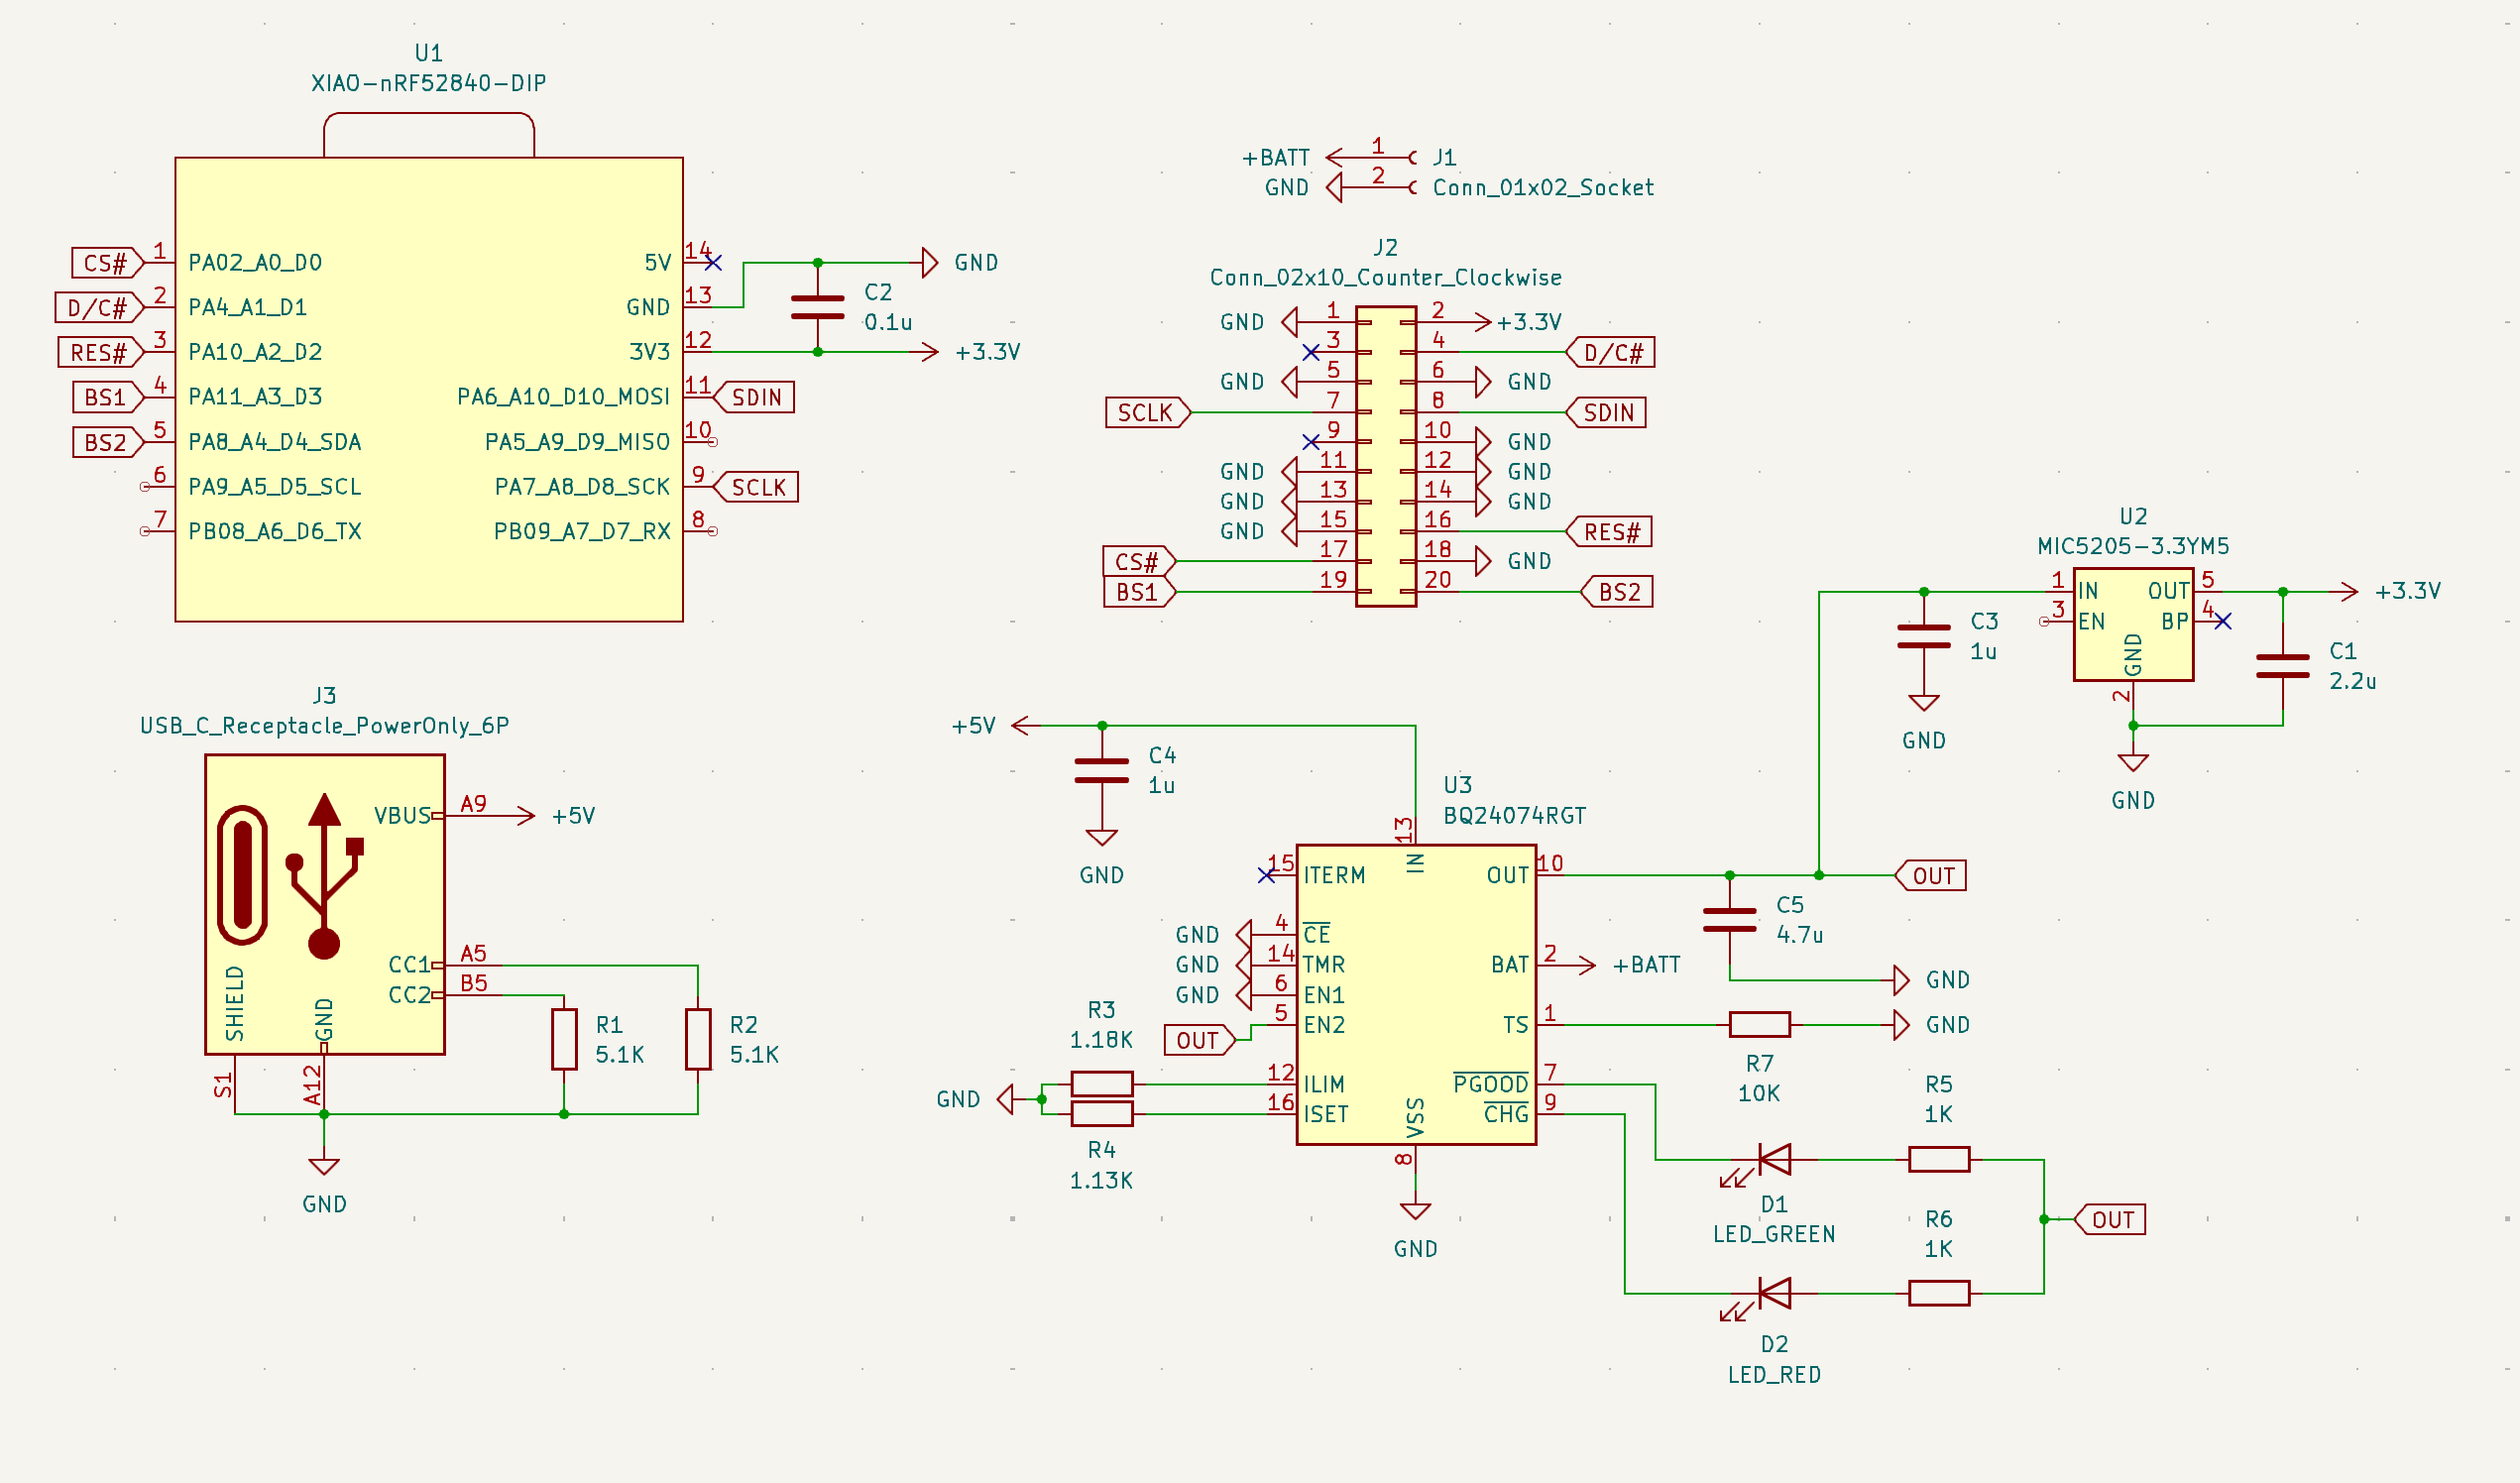 U1
XIAO-nRF52840-DIP
CS# 1 PA02_A0_D0 5V 14 GND
D/C# 2 PA4_A1_D1 GND 13
C2
0.1u
RES# 3 PA10_A2_D2 3V3 12 +3.3V
BS1 4 PA11_A3_D3 PA6_A10_D10_MOSI 11 SDIN
BS2 5 PA8_A4_D4_SDA PA5_A9_D9_MISO 10
6 PA9_A5_D5_SCL PA7_A8_D8_SCK 9 SCLK
7 PB08_A6_D6_TX PB09_A7_D7_RX 8
+BATT 1 J1
GND 2 Conn_01x02_Socket
J2
Conn_02x10_Counter_Clockwise
GND 1 2 +3.3V
3 4 D/C#
GND 5 6 GND
SCLK 7 8 SDIN
9 10 GND
GND 11 12 GND
GND 13 14 GND
GND 15 16 RES#
CS# 17 18 GND
BS1 19 20 BS2
U2
MIC5205-3.3YM5
1 IN OUT 5 +3.3V
3 EN BP 4
GND
2
C3
1u
GND
C1
2.2u
GND
J3
USB_C_Receptacle_PowerOnly_6P
VBUS A9 +5V
CC1 A5
CC2 B5
SHIELD GND
S1 A12
R1
5.1K
R2
5.1K
GND
+5V
C4
1u
GND
U3
BQ24074RGT
13
IN
15 ITERM OUT 10 OUT
C5
4.7u
GND
GND 4 CE
GND 14 TMR BAT 2 +BATT
GND 6 EN1
OUT 5 EN2 TS 1 GND
R7
10K
R3
1.18K
12 ILIM PGOOD 7
GND
16 ISET CHG 9
R4
1.13K
VSS
8
GND
R5
1K
D1
LED_GREEN
R6
1K
OUT
D2
LED_RED